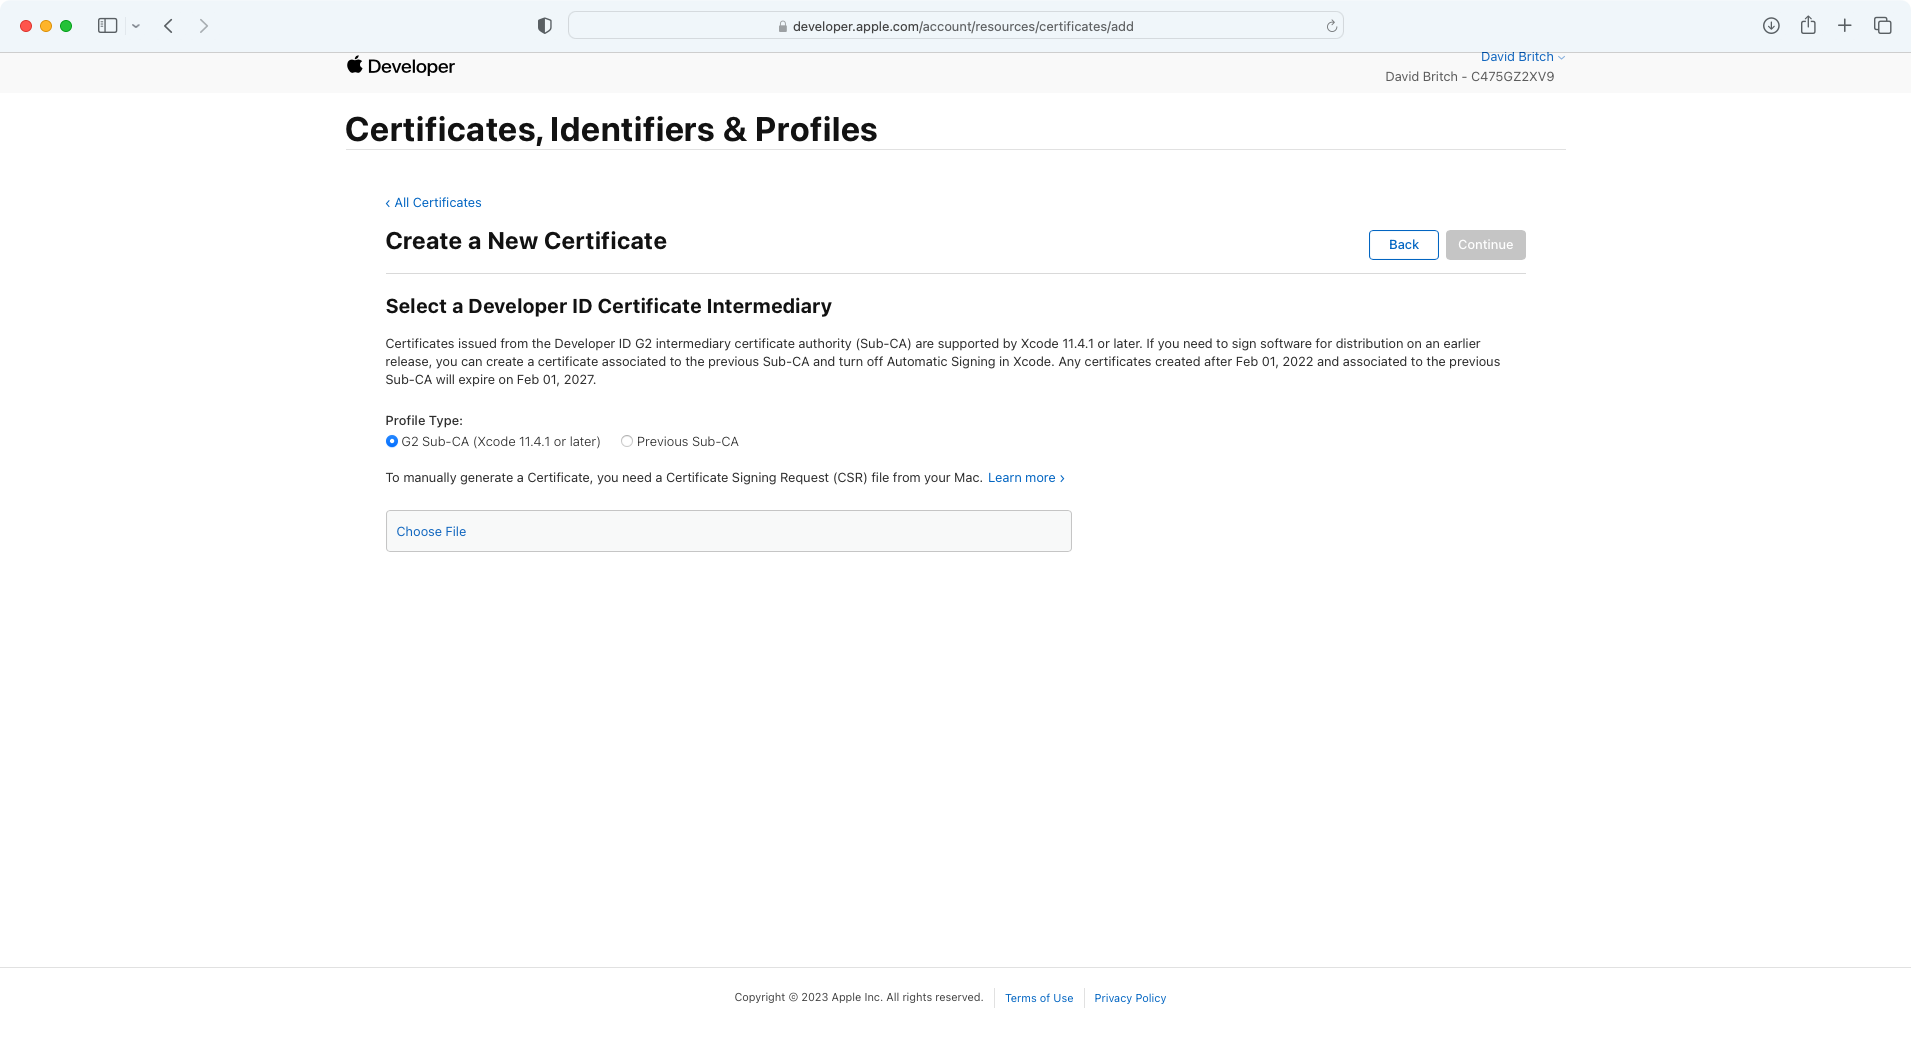 developer.apple.com/account/resources/certificates/add
Developer
David Britch
David Britch - C475GZ2XV9
Certificates, Identifiers & Profiles
‹ All Certificates
Create a New Certificate
Back
Continue
Select a Developer ID Certificate Intermediary
Certificates issued from the Developer ID G2 intermediary certificate authority (Sub-CA) are supported by Xcode 11.4.1 or later. If you need to sign software for distribution on an earlier
release, you can create a certificate associated to the previous Sub-CA and turn off Automatic Signing in Xcode. Any certificates created after Feb 01, 2022 and associated to the previous
Sub-CA will expire on Feb 01, 2027.
Profile Type:
G2 Sub-CA (Xcode 11.4.1 or later)
Previous Sub-CA
To manually generate a Certificate, you need a Certificate Signing Request (CSR) file from your Mac. Learn more ›
Choose File
Copyright © 2023 Apple Inc. All rights reserved.
Terms of Use
Privacy Policy